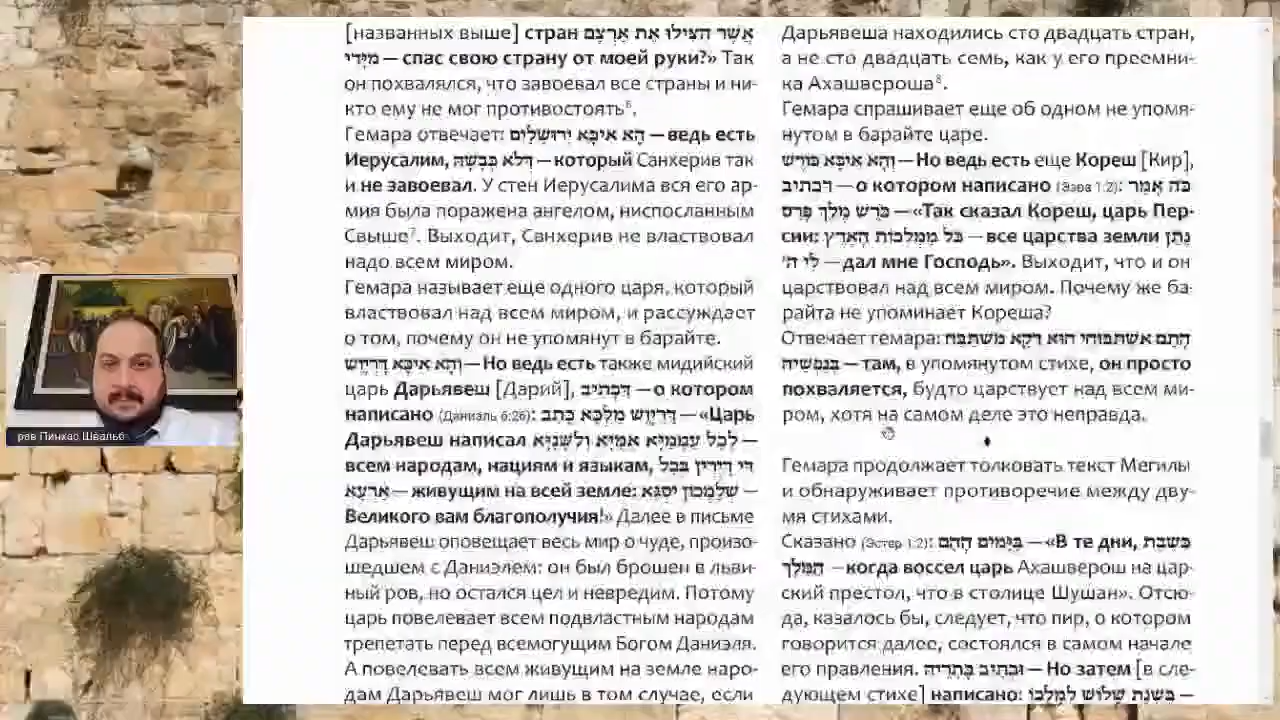 [названных выше] стран אֲשֶׁר הִצִּילוּ אֶת אַרְצָם
מִיָּדִי — спас свою страну от моей руки?» Так
он похвалялся, что завоевал все страны и ни-
кто ему не мог противостоять⁶.
Гемара отвечает: הָא אִיכָּא יְרוּשָׁלַיִם — ведь есть
Иерусалим, דְּלָא כְּבָשָׁהּ — который Санхерив так
и не завоевал. У стен Иерусалима вся его ар-
мия была поражена ангелом, ниспосланным
Свыше⁷. Выходит, Санхерив не властвовал
надо всем миром.
Гемара называет еще одного царя, который
властвовал над всем миром, и рассуждает
о том, почему он не упомянут в барайте.
וְהָא אִיכָּא דָּרְיָוֶשׁ — Но ведь есть также мидийский
царь Дарьявеш [Дарий], דִּכְתִיב — о котором
написано (Даниэль 6:26): דָּרְיָוֶשׁ מַלְכָּא כְּתַב — «Царь
Дарьявеш написал לְכָל עַמְמַיָּא אֻמַּיָּא וְלִשָּׁנַיָּא —
всем народам, нациям и языкам, דִּי דָיְרִין בְּכָל
אַרְעָא — живущим на всей земле: שְׁלָמְכוֹן יִסְגֵּא —
Великого вам благополучия!» Далее в письме
Дарьявеш оповещает весь мир о чуде, произо-
шедшем с Даниэлем: он был брошен в льви-
ный ров, но остался цел и невредим. Потому
царь повелевает всем подвластным народам
трепетать перед всемогущим Богом Даниэля.
А повелевать всем живущим на земле наро-
дам Дарьявеш мог лишь в том случае, если
Дарьявеша находились сто двадцать стран,
а не сто двадцать семь, как у его преемни-
ка Ахашвероша⁸.
Гемара спрашивает еще об одном не упомя-
нутом в барайте царе.
וְהָא אִיכָּא כּוֹרֶשׁ — Но ведь есть еще Кореш [Кир],
דִּכְתִיב — о котором написано (Эзра 1:2): כֹּה אָמַר
כֹּרֶשׁ מֶלֶךְ פָּרַס — «Так сказал Кореш, царь Пер-
сии: כֹּל מַמְלְכוֹת הָאָרֶץ — все царства земли נָתַן
לִי ה' — дал мне Господь». Выходит, что и он
царствовал над всем миром. Почему же ба-
райта не упоминает Кореша?
Отвечает гемара: הָתָם אִשְׁתַּבּוֹחֵי הוּא דְּקָא מִשְׁתַּבַּח
בְּנַפְשֵׁיהּ — там, в упомянутом стихе, он просто
похваляется, будто царствует над всем ми-
ром, хотя на самом деле это неправда.
♦
Гемара продолжает толковать текст Мегилы
и обнаруживает противоречие между дву-
мя стихами.
Сказано (Эстер 1:2): בַּיָּמִים הָהֵם — «В те дни, כְּשֶׁבֶת
הַמֶּלֶךְ — когда воссел царь Ахашверош на цар-
ский престол, что в столице Шушан». Отсю-
да, казалось бы, следует, что пир, о котором
говорится далее, состоялся в самом начале
его правления. וּכְתִיב בָּתְרֵיהּ — Но затем [в сле-
дующем стихе] написано: בִּשְׁנַת שָׁלוֹשׁ לְמָלְכוֹ —
рав Пинхас Швальб